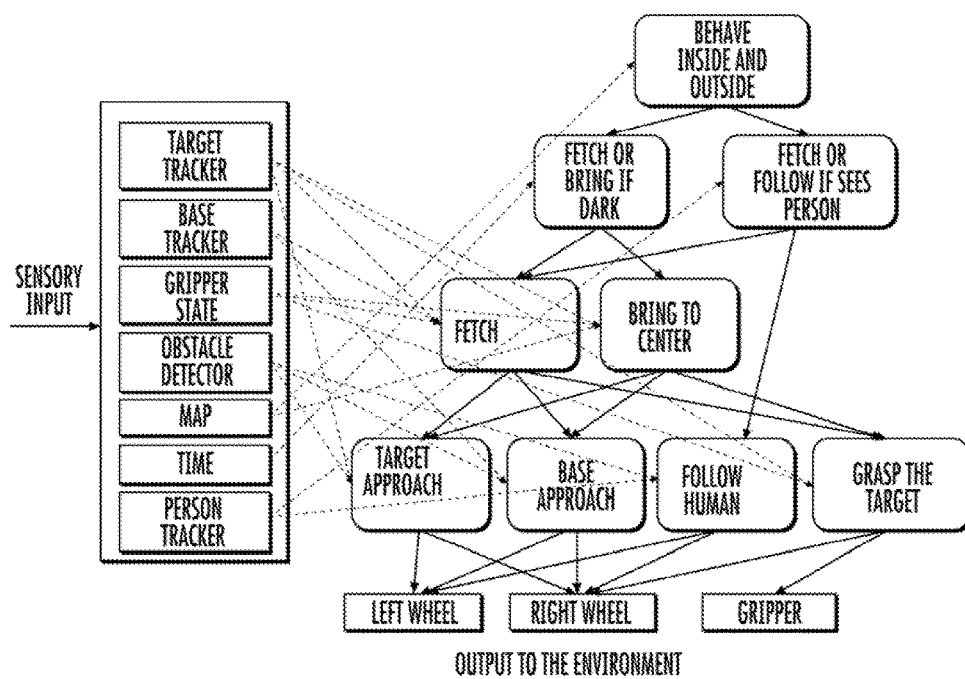 BEHAVE
INSIDE AND
OUTSIDE
TARGET
TRACKER
FETCH OR
BRING IF
DARK
FETCH OR
FOLLOW IF SEES
PERSON
BASE
TRACKER
SENSORY
INPUT
GRIPPER
STATE
FETCH
BRING TO
CENTER
OBSTACLE
DETECTOR
MAP
TIME
PERSON
TRACKER
TARGET
APPROACH
BASE
APPROACH
FOLLOW
HUMAN
GRASP THE
TARGET
LEFT WHEEL
RIGHT WHEEL
GRIPPER
OUTPUT TO THE ENVIRONMENT